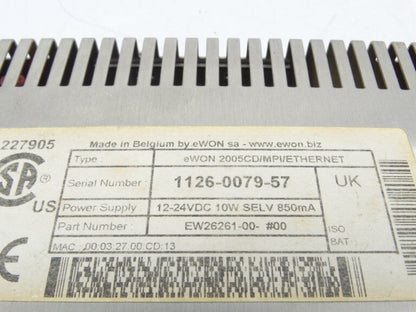 227905
Made in Belgium by eWON sa - www.ewon.biz
Type eWON 2005CD/MPI/ETHERNET
Serial Number 1126-0079-57 UK
US Power Supply 12-24VDC 10W SELV 850mA
Part Number EW26261-00- #00 ISO
BAT
MAC : 00:03:27:00:CD:13
SA
CE